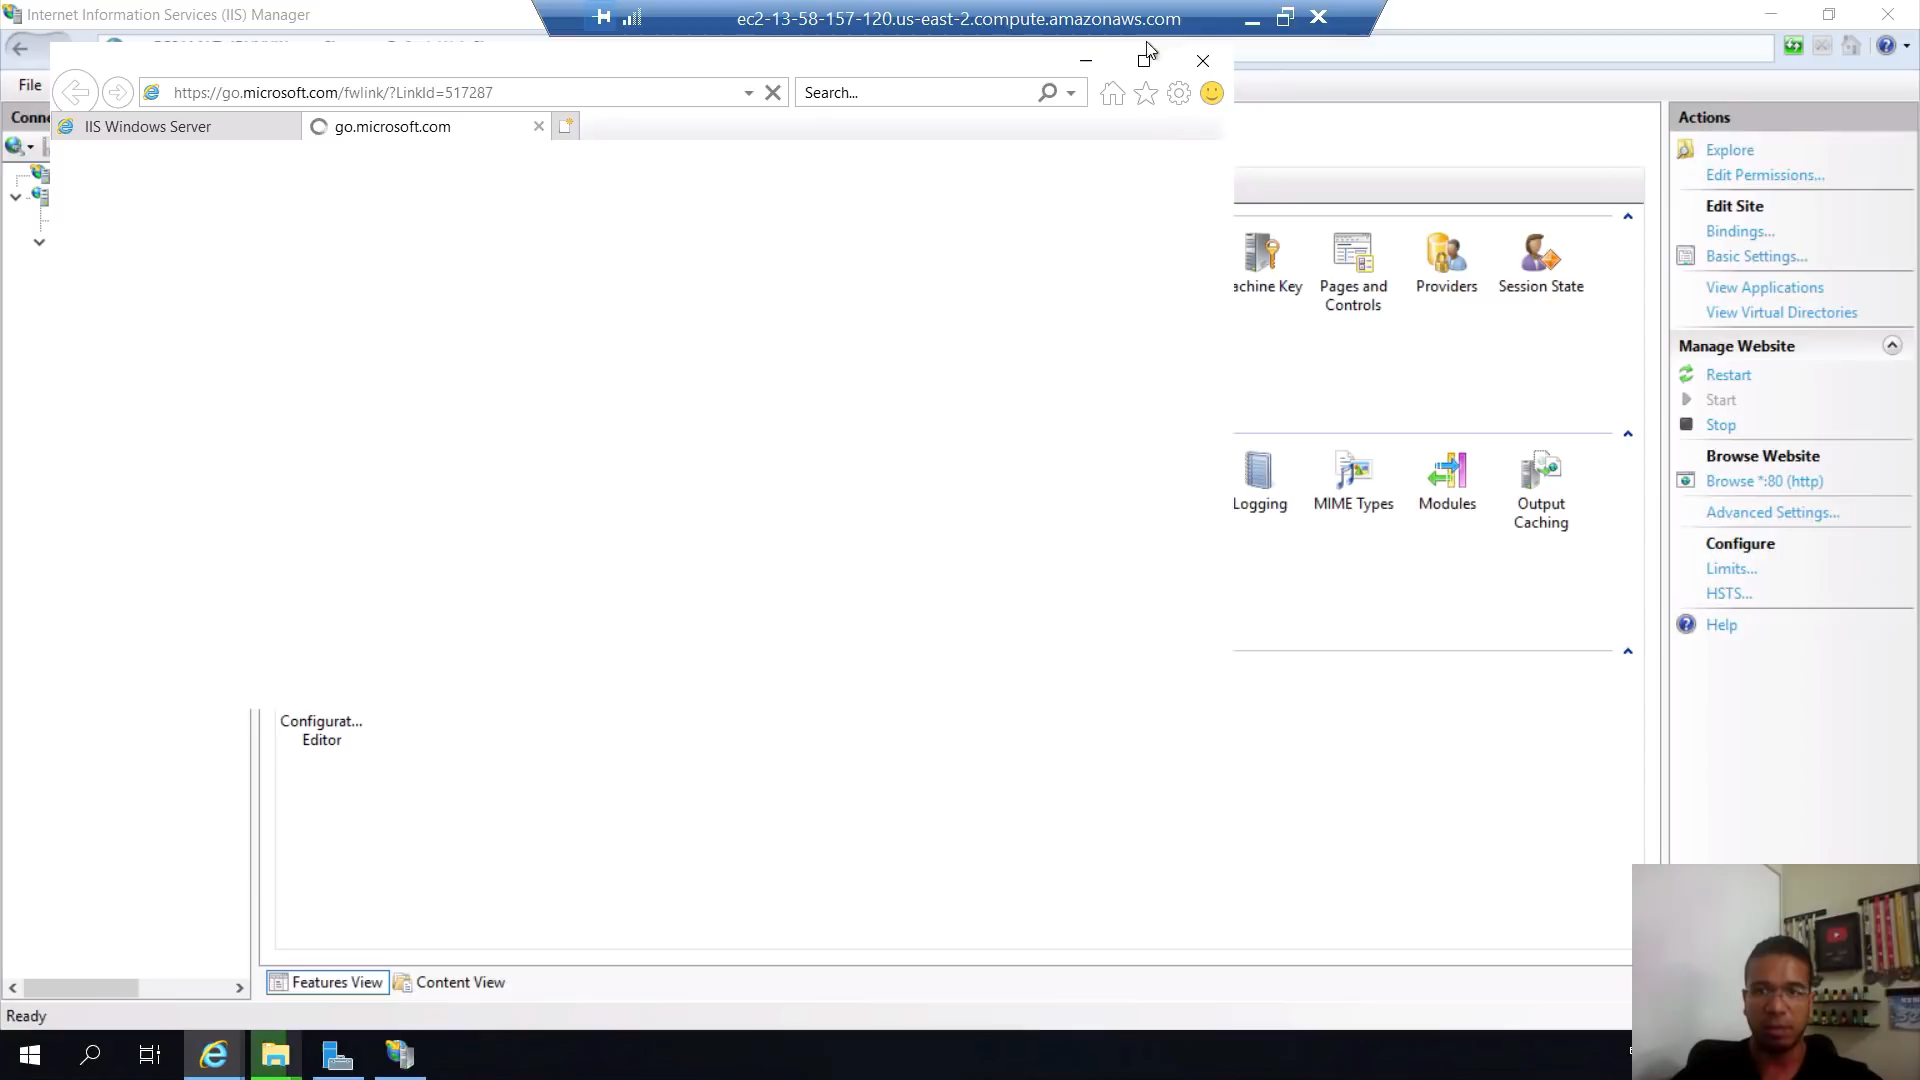 Internet Information Services (IIS) Manager
ec2-13-58-157-120.us-east-2.compute.amazonaws.com
File
https://go.microsoft.com/fwlink/?LinkId=517287
Search...
Conne
IIS Windows Server
go.microsoft.com
Actions
Explore
Edit Permissions...
Edit Site
Bindings...
Basic Settings...
View Applications
View Virtual Directories
Manage Website
Restart
Start
Stop
Browse Website
Browse *:80 (http)
Advanced Settings...
Configure
Limits...
HSTS...
Help
achine Key
Pages and
Controls
Providers
Session State
Logging
MIME Types
Modules
Output
Caching
Configurat...
Editor
Features View
Content View
Ready